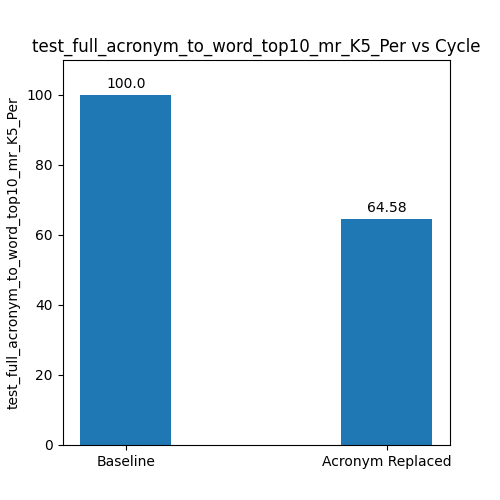 test_full_acronym_to_word_top10_mr_K5_Per vs Cycle
test_full_acronym_to_word_top10_mr_K5_Per
100
80
60
40
20
0
100.0
64.58
Baseline
Acronym Replaced